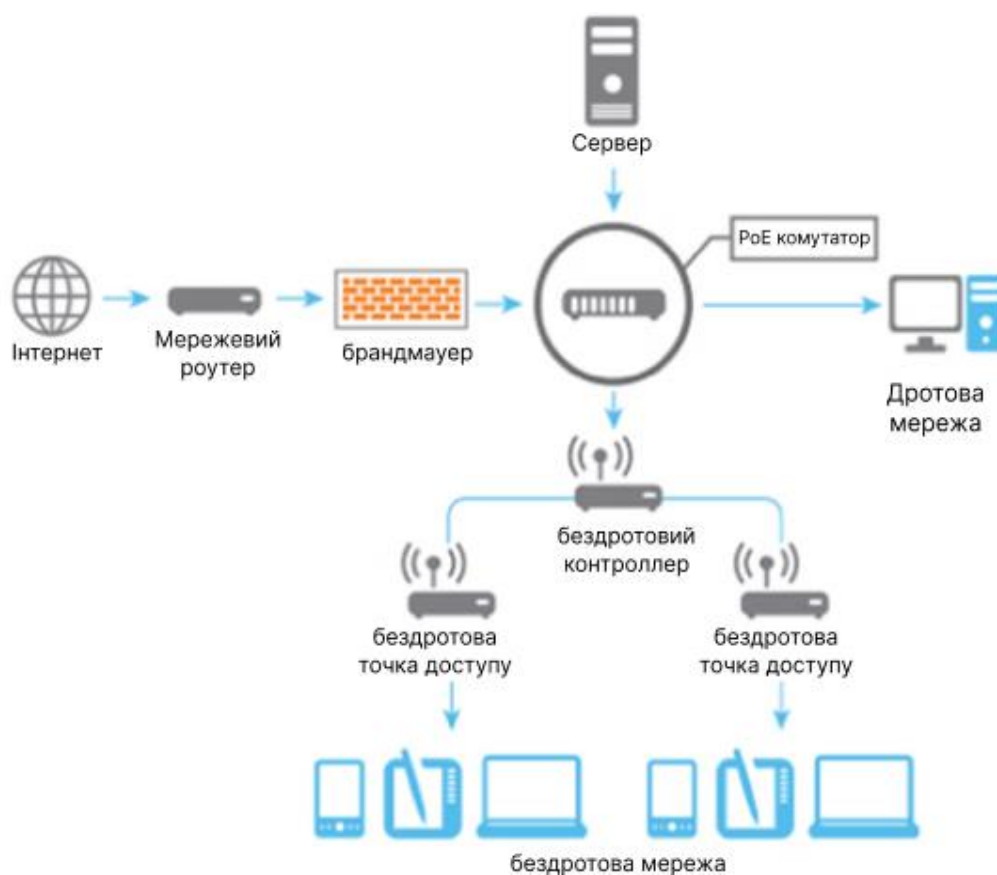 Сервер
PoE комутатор
Інтернет
Мережевий
роутер
брандмауер
Дротова
мережа
бездротовий
контроллер
бездротова
точка доступу
бездротова
точка доступу
бездротова мережа